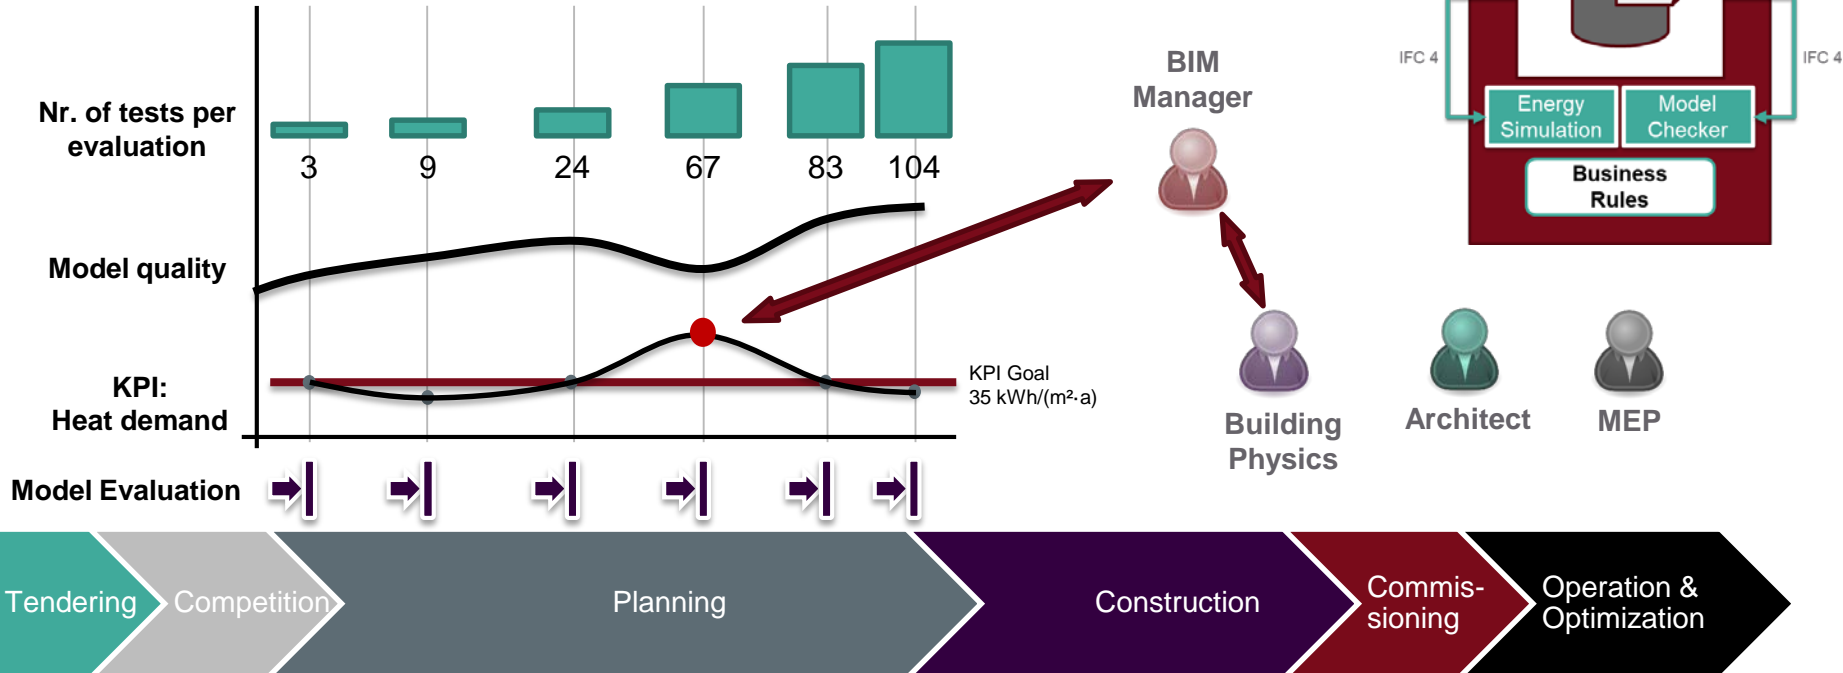 Nr. of tests per
evaluation
3 9 24 67 83 104
Model quality
KPI:
Heat demand
KPI Goal
35 kWh/(m²·a)
Model Evaluation
BIM
Manager
Building
Physics
Architect
MEP
IFC 4
IFC 4
Energy
Simulation
Model
Checker
Business
Rules
Tendering
Competition
Planning
Construction
Commis-
sioning
Operation &
Optimization